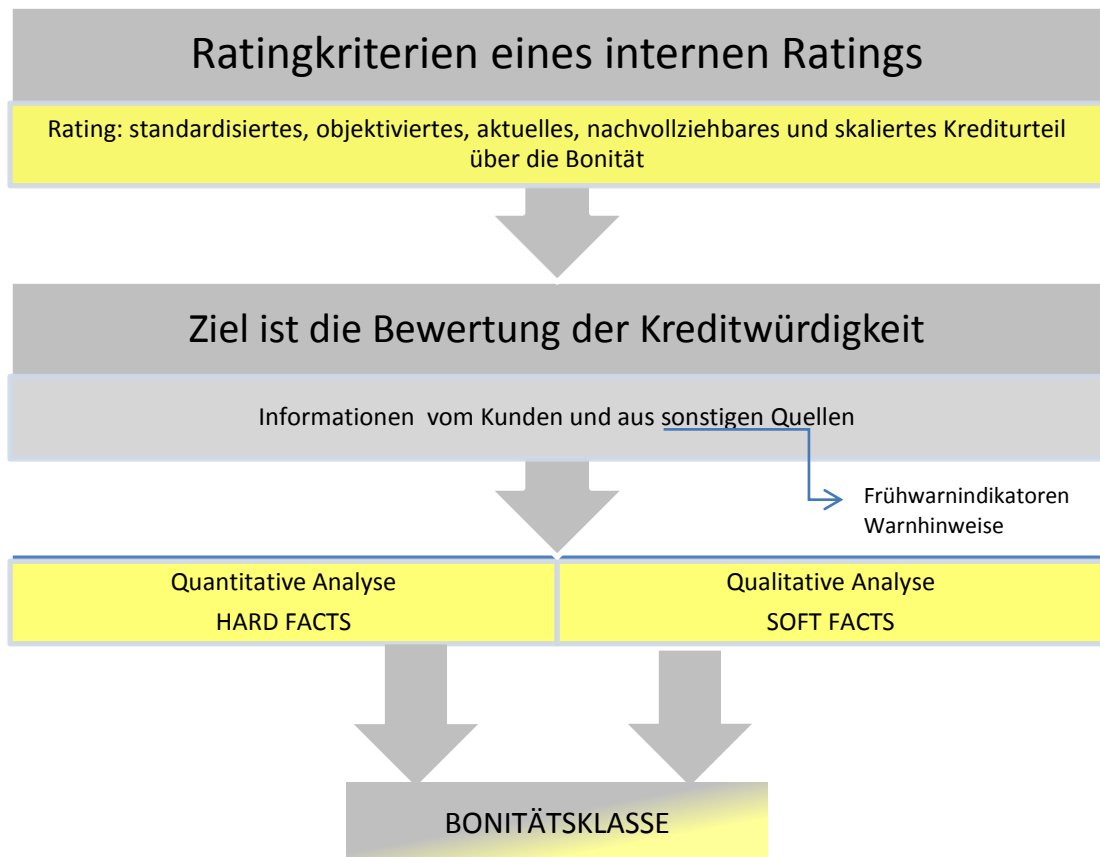 Ratingkriterien eines internen Ratings
Rating: standardisiertes, objektiviertes, aktuelles, nachvollziehbares und skaliertes Krediturteil
über die Bonität
Ziel ist die Bewertung der Kreditwürdigkeit
Informationen vom Kunden und aus sonstigen Quellen
Frühwarnindikatoren
Warnhinweise
Quantitative Analyse
HARD FACTS
Qualitative Analyse
SOFT FACTS
BONITÄTSKLASSE